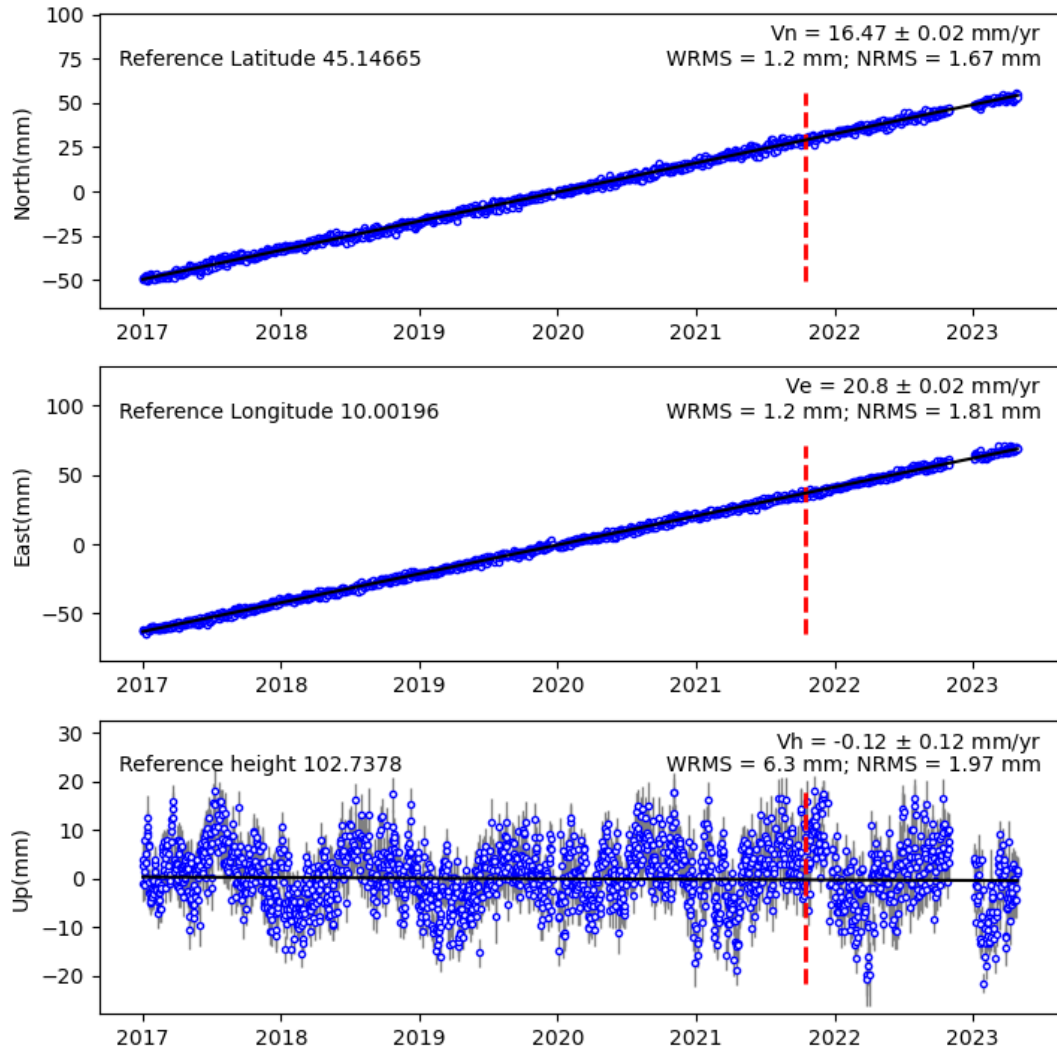 Vn = 16.47 ± 0.02 mm/yr
Reference Latitude 45.14665
WRMS = 1.2 mm; NRMS = 1.67 mm
North(mm)
100
75
50
25
0
−25
−50
2017 2018 2019 2020 2021 2022 2023
Ve = 20.8 ± 0.02 mm/yr
Reference Longitude 10.00196
WRMS = 1.2 mm; NRMS = 1.81 mm
East(mm)
100
50
0
−50
2017 2018 2019 2020 2021 2022 2023
Vh = -0.12 ± 0.12 mm/yr
Reference height 102.7378
WRMS = 6.3 mm; NRMS = 1.97 mm
Up(mm)
30
20
10
0
−10
−20
2017 2018 2019 2020 2021 2022 2023